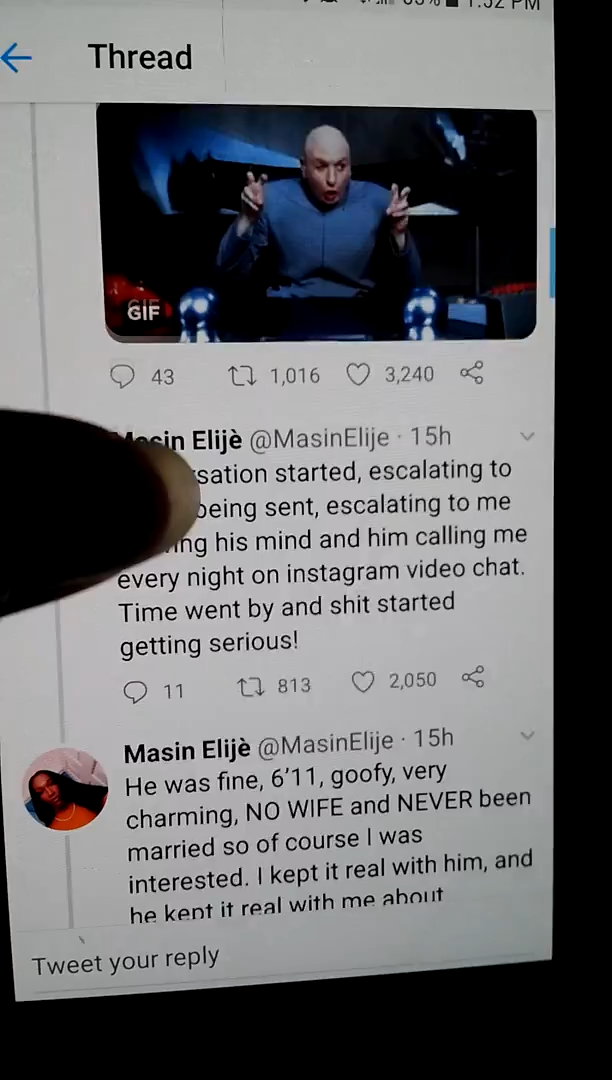 1:52 PM
Thread
GIF
43 1,016 3,240
Elijè @MasinElije · 15h
started, escalating to
being sent, escalating to me
his mind and him calling me
every night on instagram video chat.
Time went by and shit started
getting serious!
11 813 2,050
Masin Elijè @MasinElije · 15h
He was fine, 6'11, goofy, very
charming, NO WIFE and NEVER been
married so of course I was
interested. I kept it real with him, and
he kept it real with me about
Tweet your reply